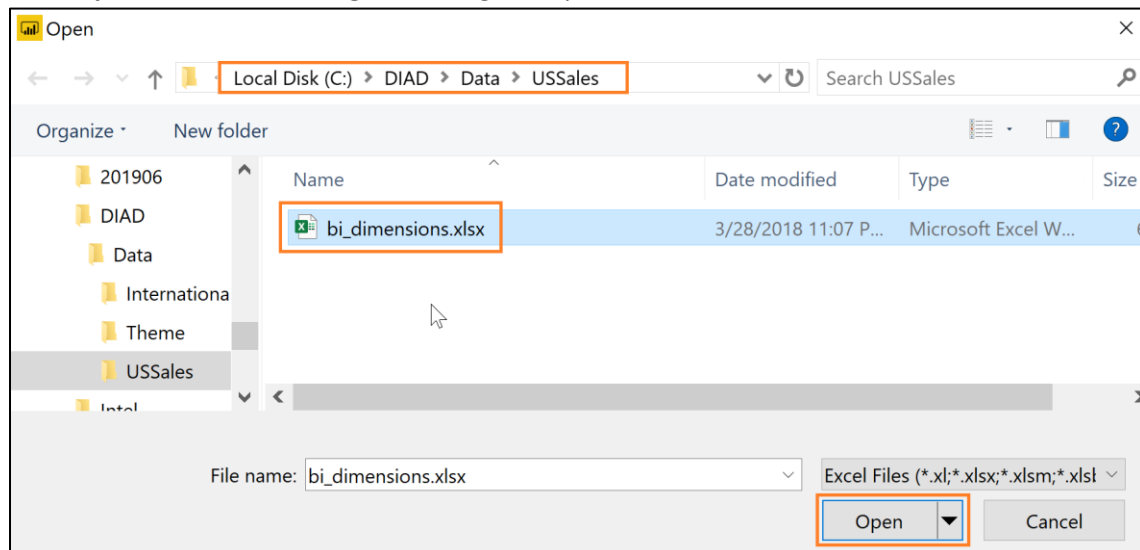 Open
Local Disk (C:) > DIAD > Data > USSales
Search USSales
Organize
New folder
Name
Date modified
Type
Size
201906
DIAD
Data
Internationa
Theme
USSales
bi_dimensions.xlsx
3/28/2018 11:07 P...
Microsoft Excel W...
File name:
bi_dimensions.xlsx
Excel Files (*.xl;*.xlsx;*.xlsm;*.xlsb
Open
Cancel